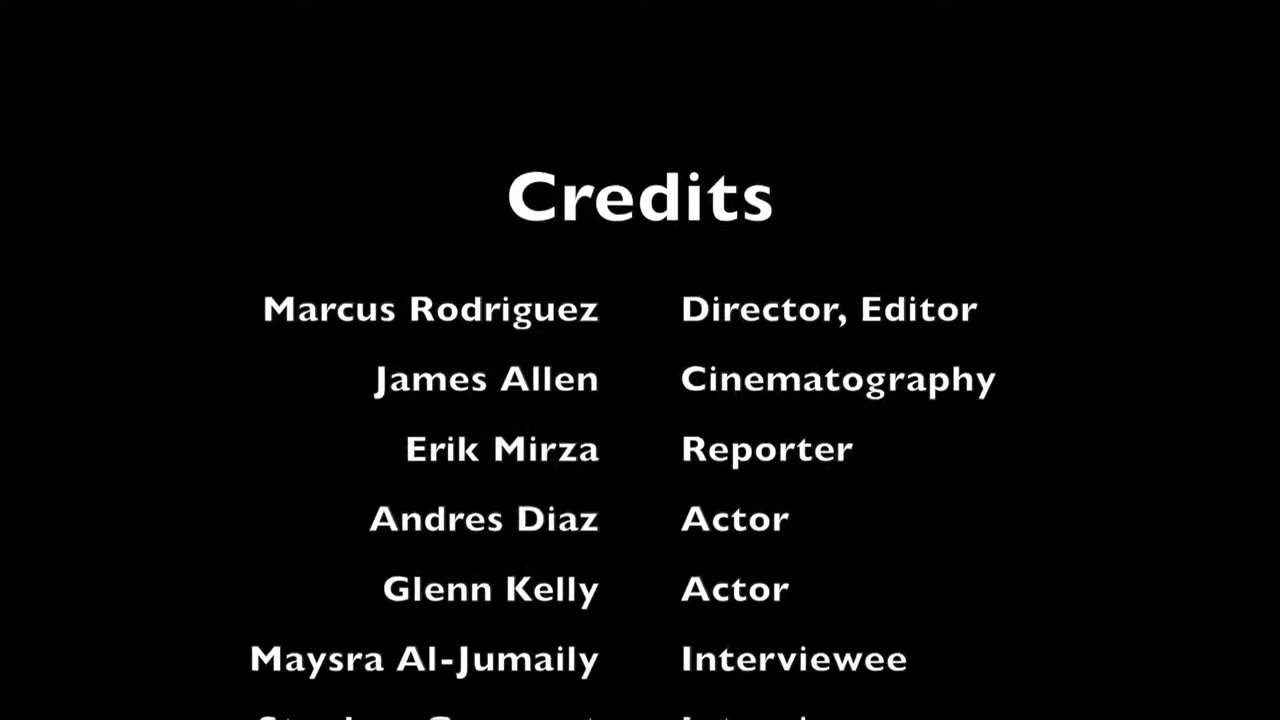 Credits
Marcus Rodriguez Director, Editor
James Allen Cinematography
Erik Mirza Reporter
Andres Diaz Actor
Glenn Kelly Actor
Maysra Al-Jumaily Interviewee